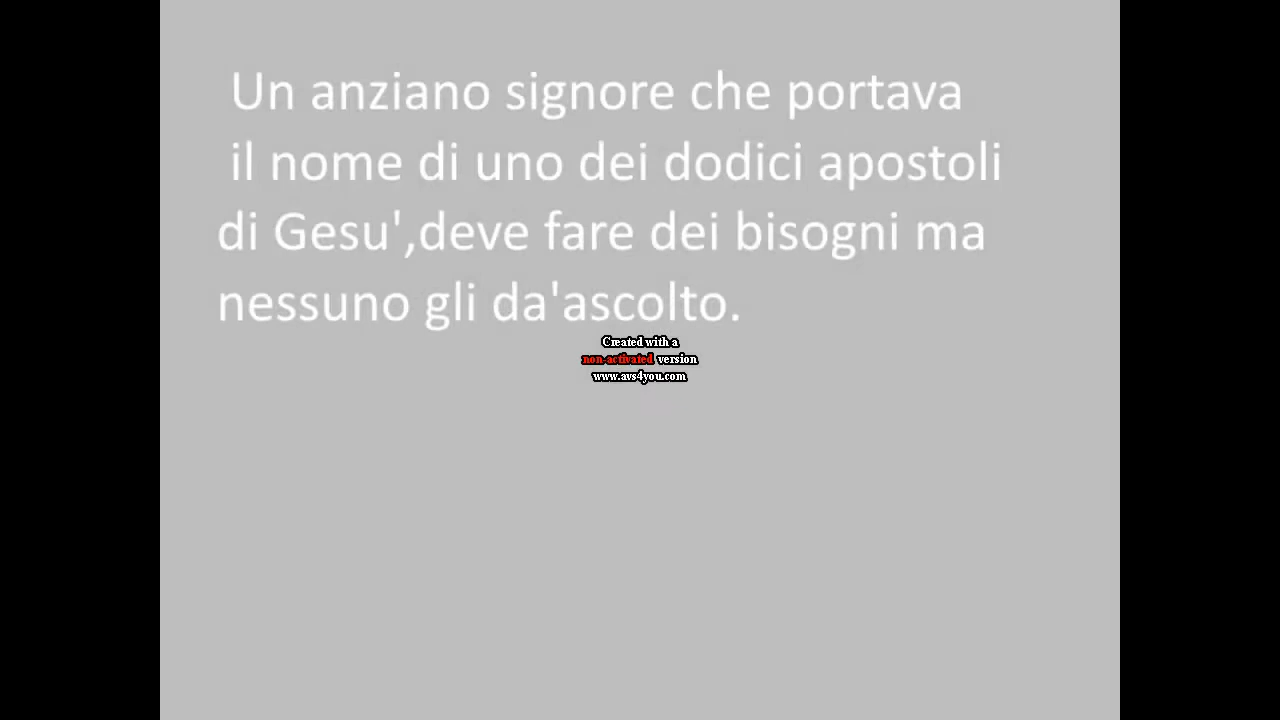 Un anziano signore che portava
il nome di uno dei dodici apostoli
di Gesu',deve fare dei bisogni ma
nessuno gli da'ascolto.
Created with a
non-activated version
www.avs4you.com